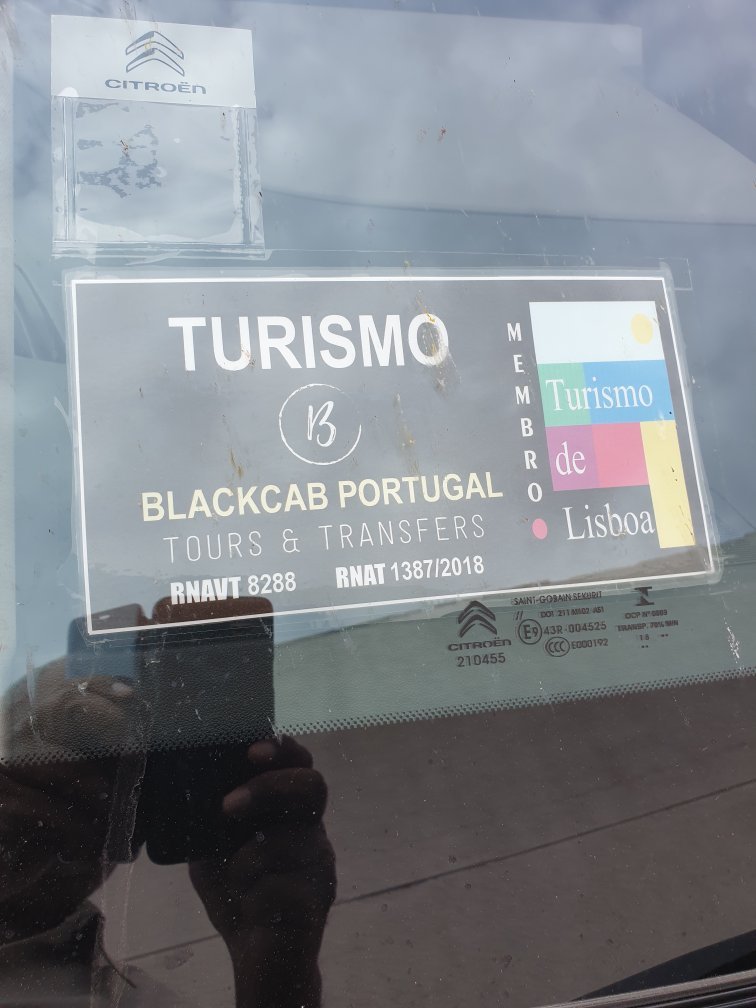 CITROËN
TURISMO
B
BLACKCAB PORTUGAL
TOURS & TRANSFERS
RNAVT 8288 RNAT 1387/2018
MEMBRO
Turismo
de
Lisboa
CITROËN
210455
SAINT-GOBAIN SEKURIT
E9 43R-004525
CCC E000192